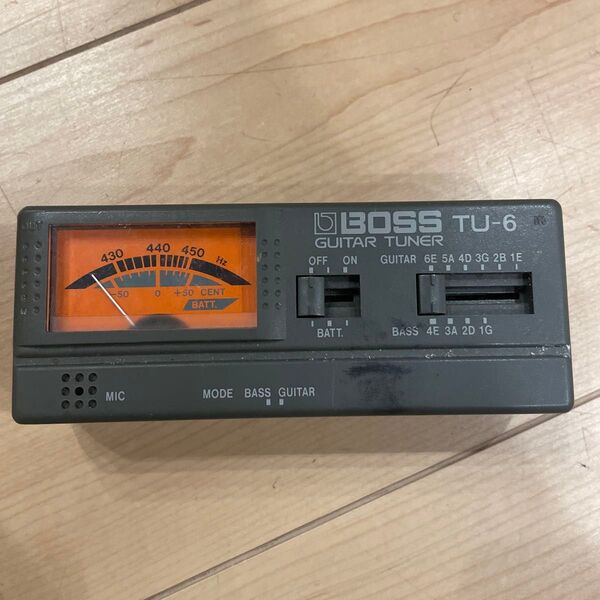 BOSS TU-6 IN
GUITAR TUNER
430 440 450 Hz
-50 0 +50 CENT
BATT.
OFF ON
BATT.
GUITAR 6E 5A 4D 3G 2B 1E
BASS 4E 3A 2D 1G
MIC
MODE BASS GUITAR